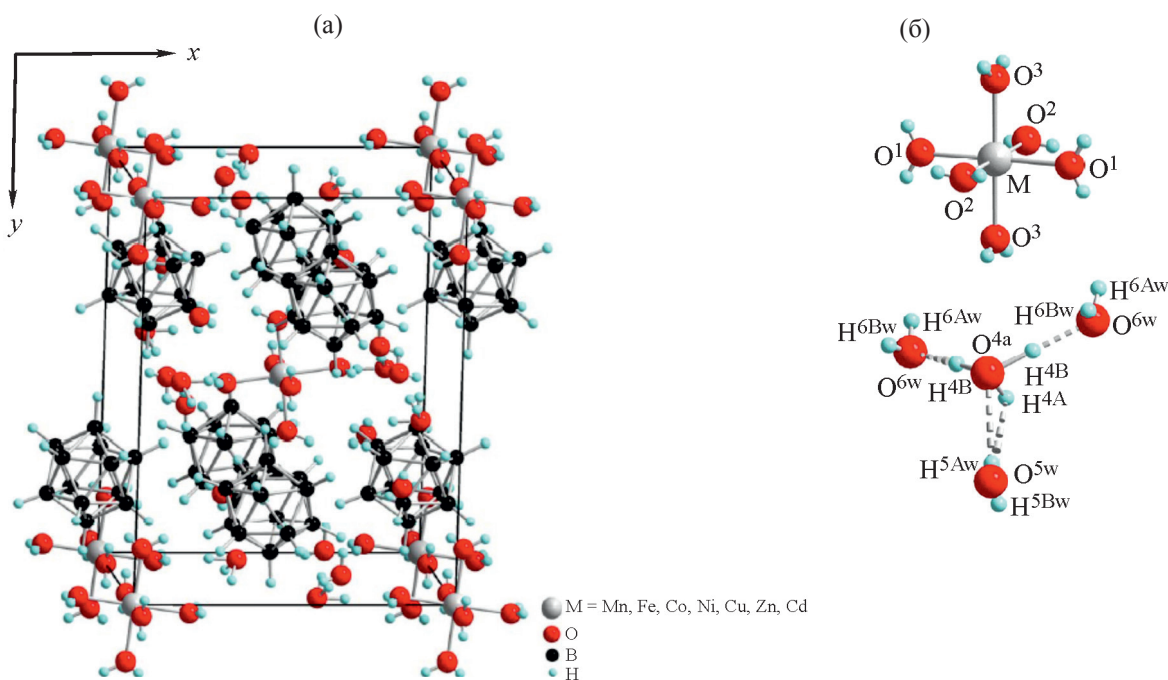 (а)
x
y
M = Mn, Fe, Co, Ni, Cu, Zn, Cd
O
B
H
(б)
O³
O²
O¹
O¹
M
O²
O³
H⁶ᴬʷ
H⁶ᴮʷ
O⁶ʷ
H⁶ᴬʷ
H⁶ᴮʷ
O⁴ᵃ
O⁶ʷ
H⁴ᴮ
H⁴ᴮ
H⁴ᴬ
H⁵ᴬʷ
O⁵ʷ
H⁵ᴮʷ